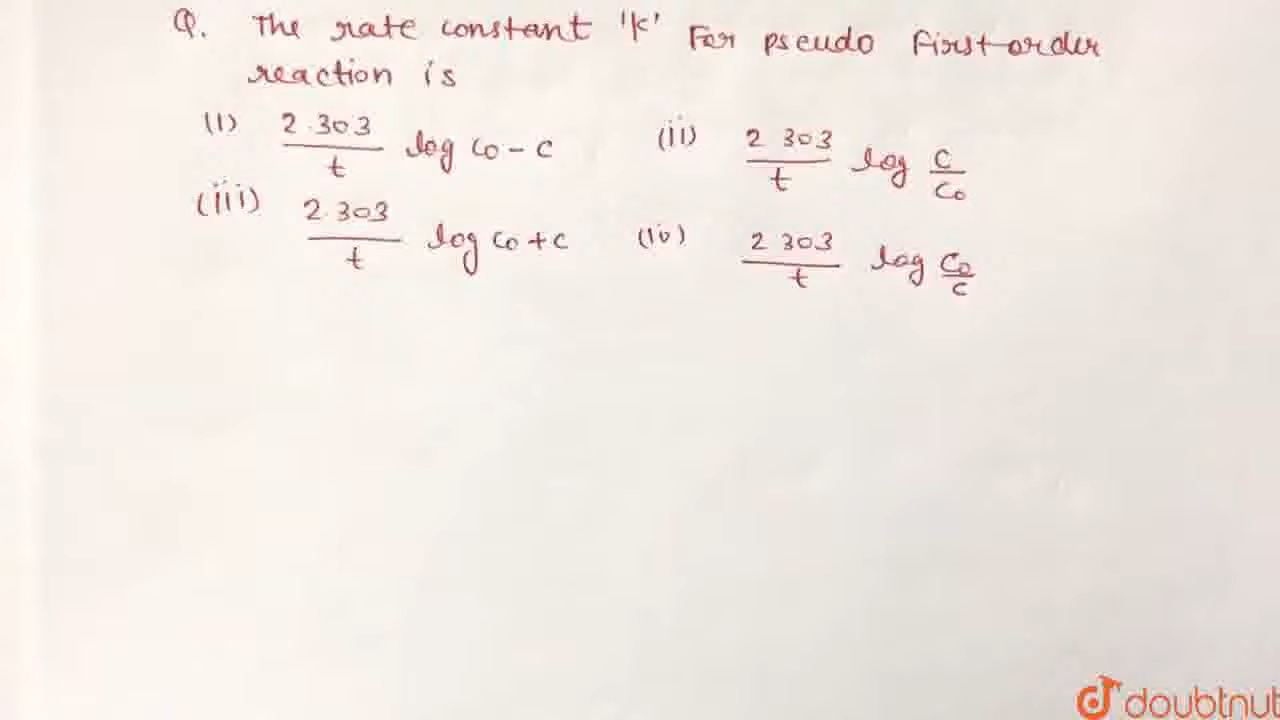 Q. The rate constant 'k' For pseudo first-order
reaction is
(i) 2.303/t log C0 - C (ii) 2 303/t log C/C0
(iii) 2.303/t log C0 + C (iv) 2 303/t log C0/C
doubtnut